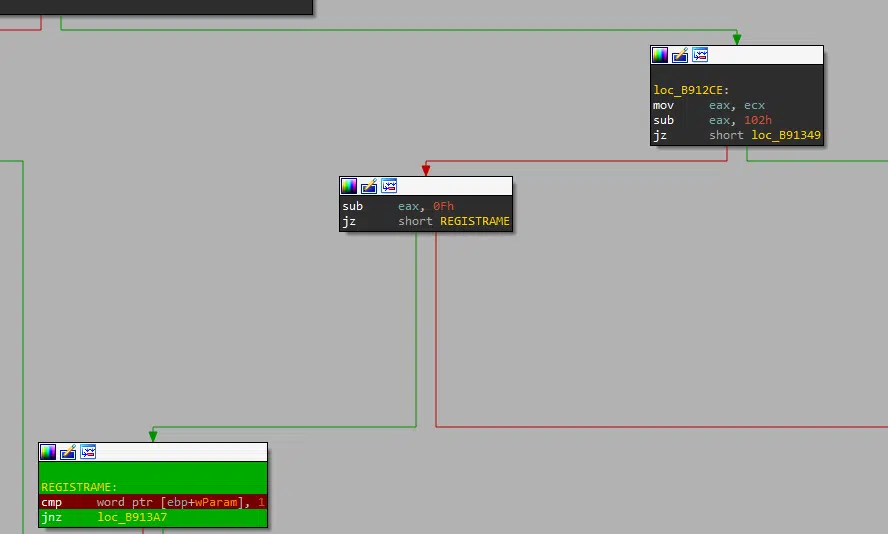 loc_B912CE:
mov eax, ecx
sub eax, 102h
jz short loc_B91349
sub eax, 0Fh
jz short REGISTRAME
REGISTRAME:
cmp word ptr [ebp+wParam], 1
jnz loc_B913A7